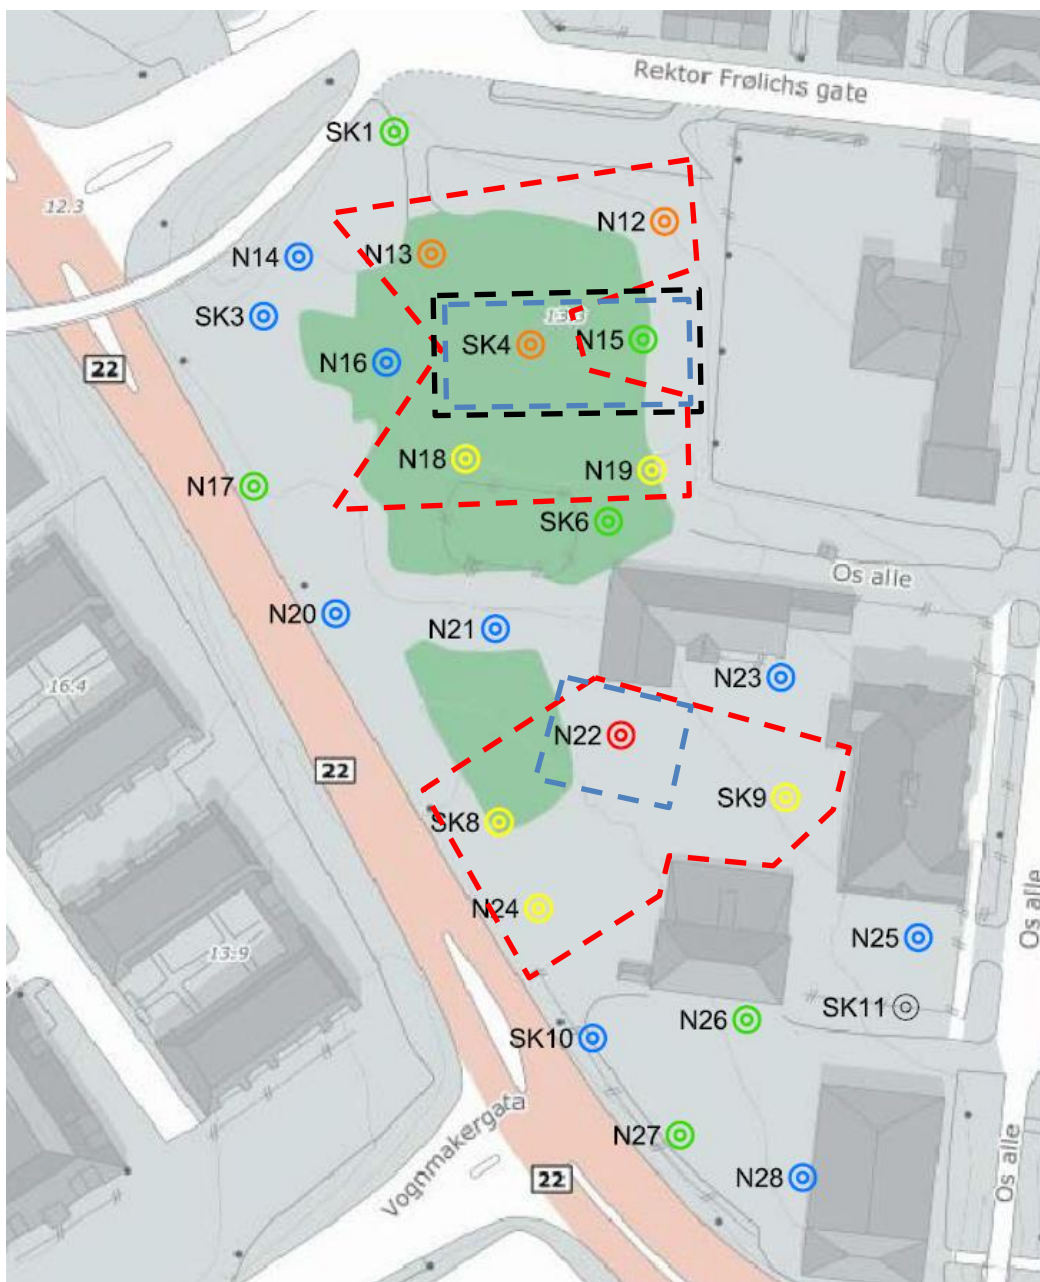 Rektor Frølichs gate
SK1
12.3
N12
N14
N13
SK3
SK4
N15
22
N16
N18
N19
N17
SK6
Os alle
N20
N21
16.4
N23
N22
22
SK9
SK8
N24
13.9
N25
Os alle
SK11
N26
SK10
Vognmakergata
N27
Os alle
22
N28